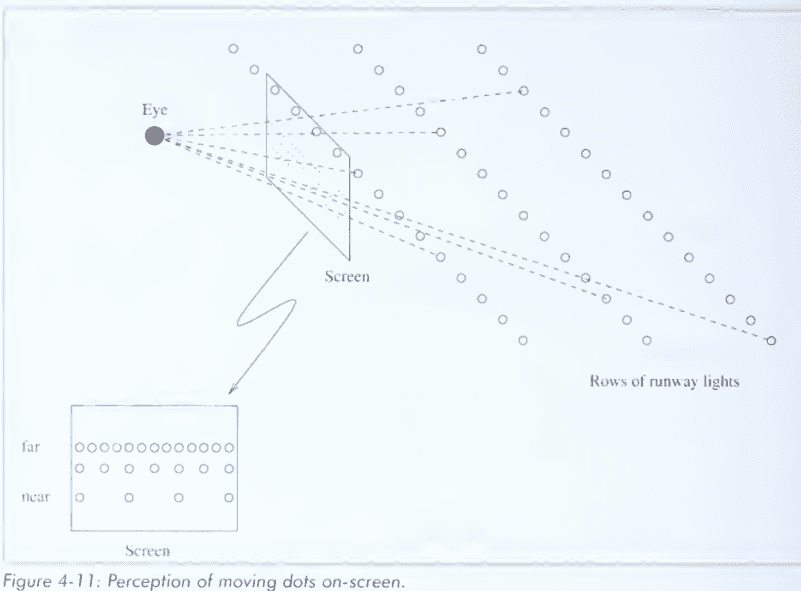 Eye
Screen
Rows of runway lights
far
near
Screen
Figure 4-11: Perception of moving dots on-screen.